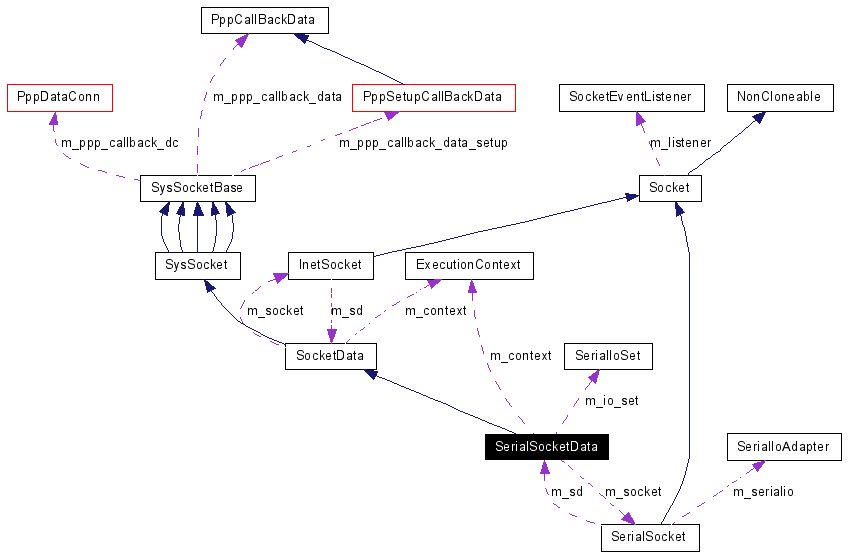 PppCallBackData
PppDataConn
m_ppp_callback_data
PppSetupCallBackData
SocketEventListener
NonCloneable
m_ppp_callback_dc
m_ppp_callback_data_setup
m_listener
SysSocketBase
Socket
SysSocket
InetSocket
ExecutionContext
m_socket
m_sd
m_context
SocketData
m_context
SerialIoSet
m_io_set
SerialSocketData
SerialIoAdapter
m_sd
m_socket
m_serialio
SerialSocket